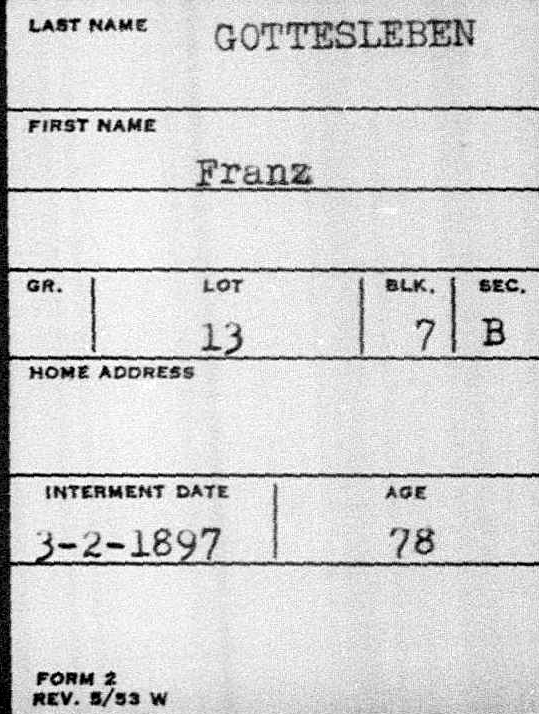 LAST NAME GOTTESLEBEN
FIRST NAME
Franz
GR. LOT BLK. SEC.
13 7 B
HOME ADDRESS
INTERMENT DATE AGE
3-2-1897 78
FORM 2
REV. 5/53 W